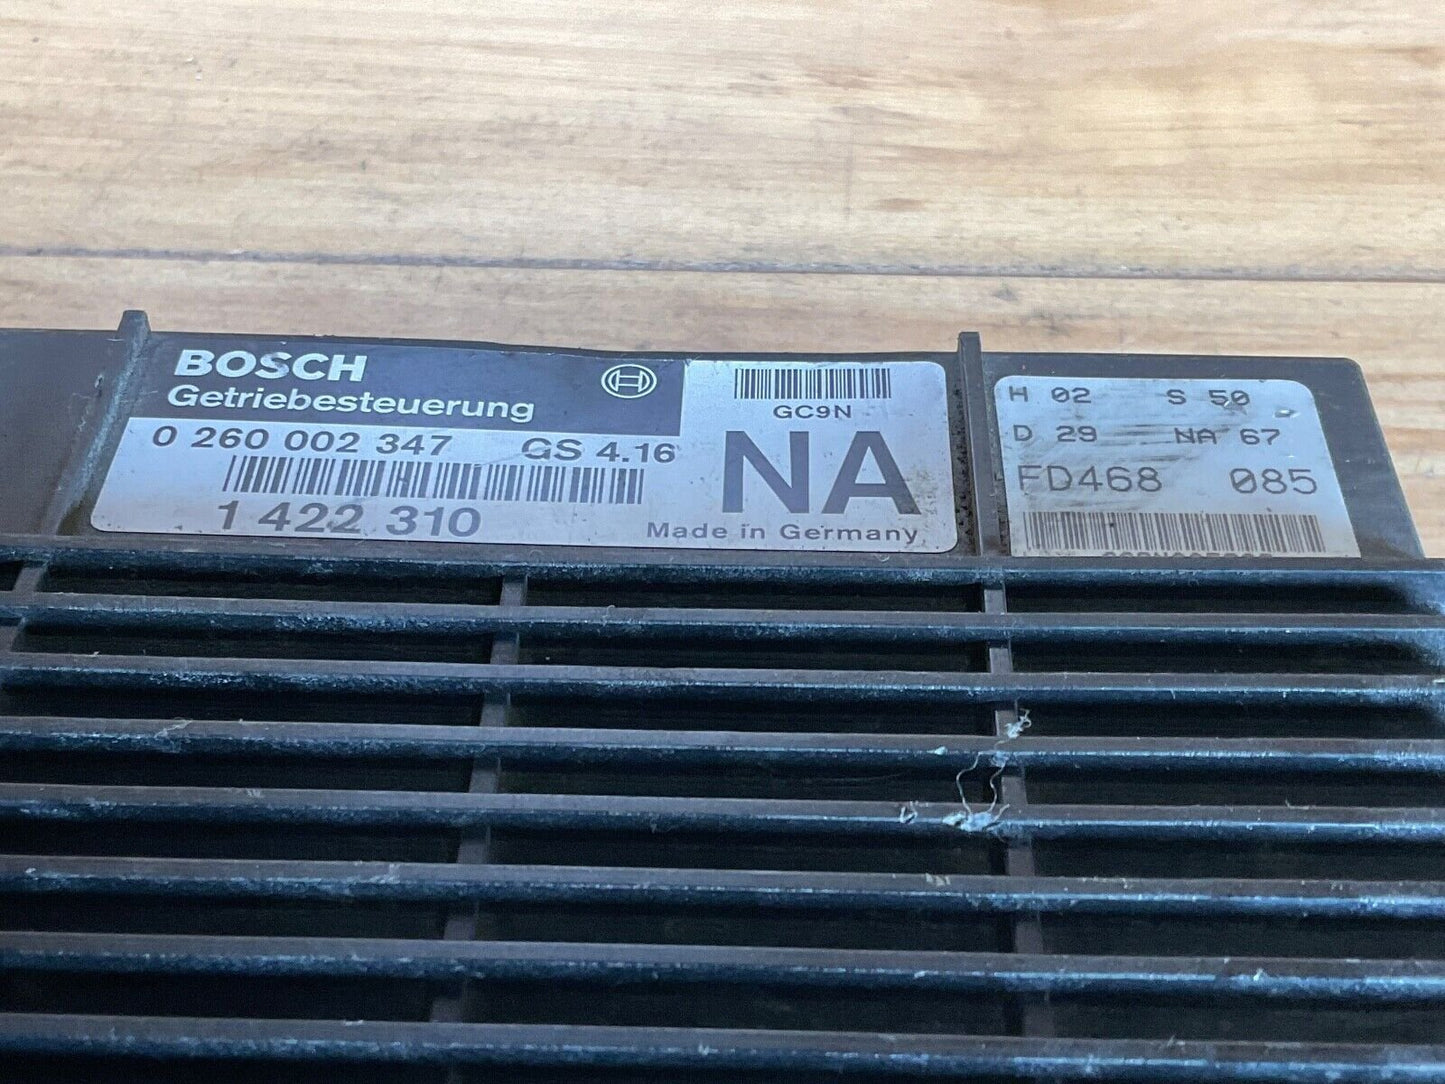 BOSCH
Getriebesteuerung
0 260 002 347 GS 4.16
1 422 310
GC9N
NA
Made in Germany
H 02 S 50
D 29 NA 67
FD468 085